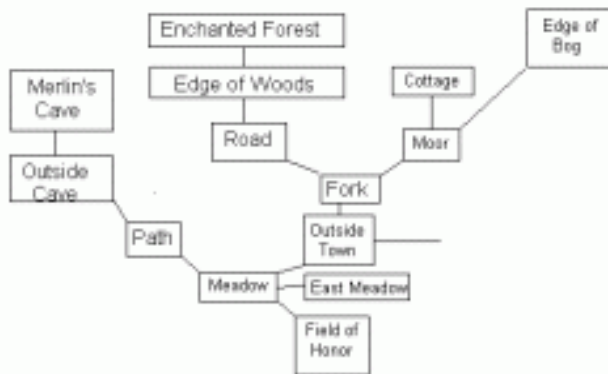 Enchanted Forest
Edge of
Bog
Merlin's
Cave
Edge of Woods
Cottage
Road
Moor
Outside
Cave
Fork
Path
Outside
Town
Meadow
East Meadow
Field of
Honor